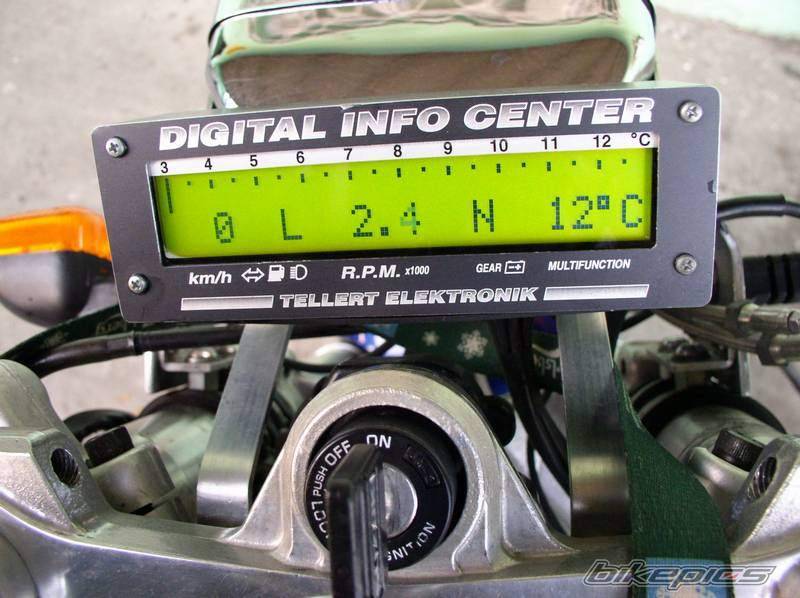 DIGITAL INFO CENTER
3 4 5 6 7 8 9 10 11 12 °C
0 L 2.4 N 12°C
km/h R.P.M. x1000 GEAR MULTIFUNCTION
TELLERT ELEKTRONIK
LOCK PUSH OFF ON
IGNITION
bikepics